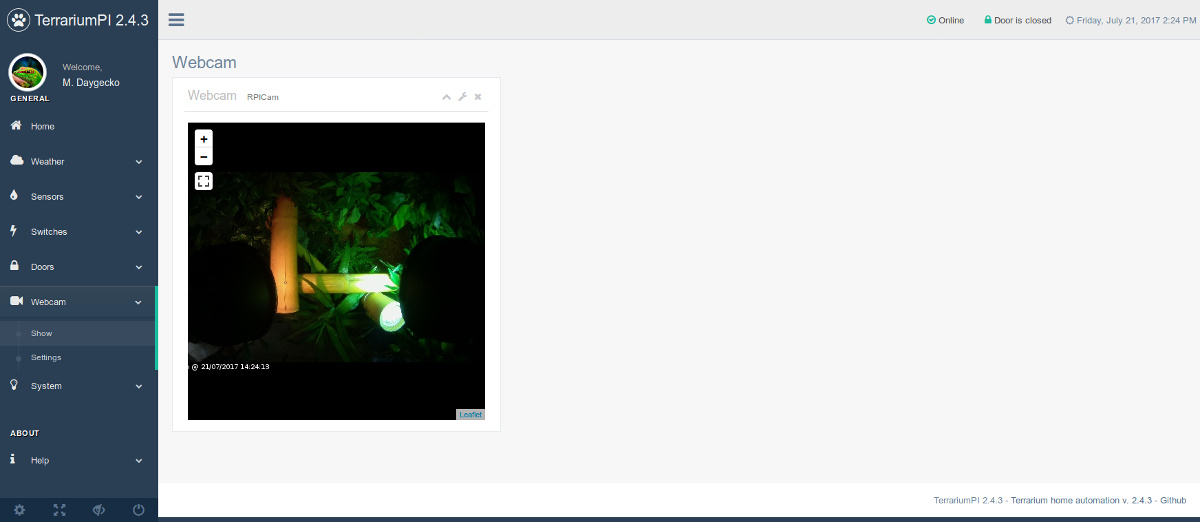 TerrariumPI 2.4.3
Online
Door is closed
Friday, July 21, 2017 2:24 PM
Welcome,
M. Daygecko
GENERAL
Home
Weather
Sensors
Switches
Doors
Webcam
Show
Settings
System
ABOUT
Help
Webcam
Webcam RPICam
+
−
@ 21/07/2017 14:24:13
Leaflet
TerrariumPI 2.4.3 - Terrarium home automation v. 2.4.3 - Github